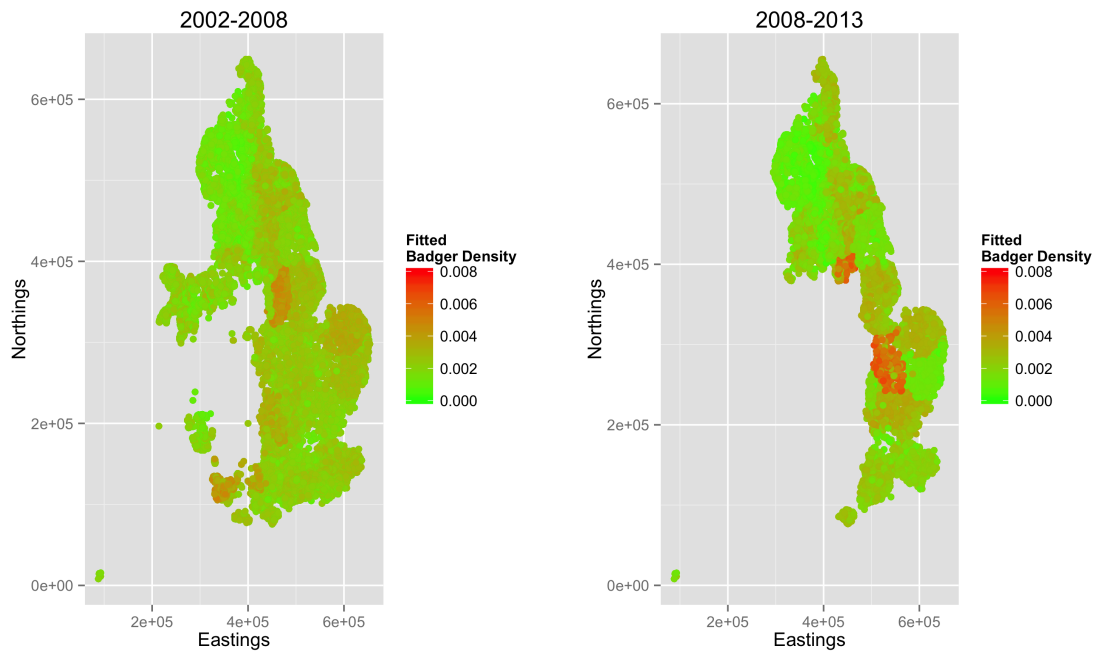 2002-2008
6e+05
4e+05
2e+05
0e+00
Northings
2e+05 4e+05 6e+05
Eastings
Fitted
Badger Density
0.008
0.006
0.004
0.002
0.000
2008-2013
6e+05
4e+05
2e+05
0e+00
Northings
2e+05 4e+05 6e+05
Eastings
Fitted
Badger Density
0.008
0.006
0.004
0.002
0.000